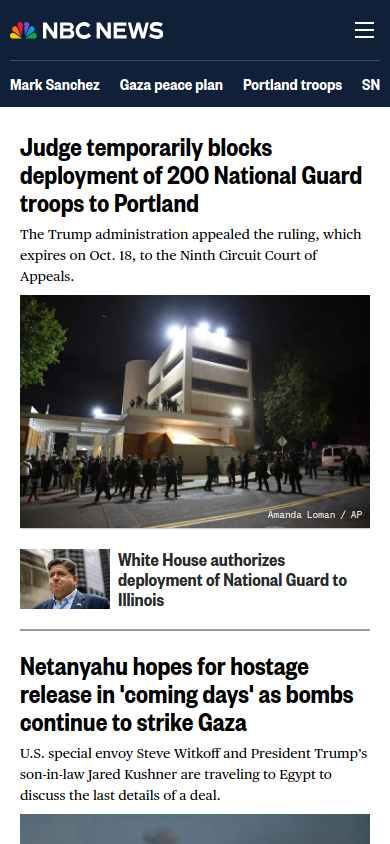 NBC NEWS
Mark Sanchez Gaza peace plan Portland troops SN
Judge temporarily blocks
deployment of 200 National Guard
troops to Portland
The Trump administration appealed the ruling, which
expires on Oct. 18, to the Ninth Circuit Court of
Appeals.
Amanda Loman / AP
White House authorizes
deployment of National Guard to
Illinois
Netanyahu hopes for hostage
release in 'coming days' as bombs
continue to strike Gaza
U.S. special envoy Steve Witkoff and President Trump’s
son-in-law Jared Kushner are traveling to Egypt to
discuss the last details of a deal.